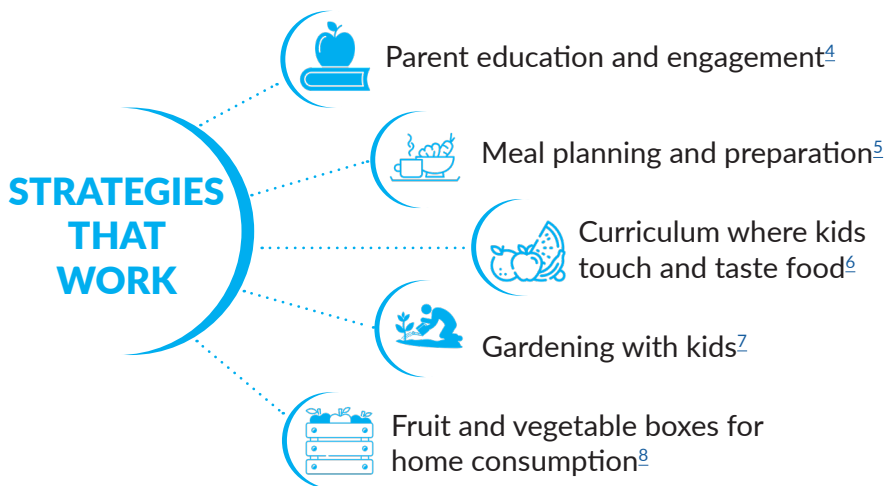 Parent education and engagement4
Meal planning and preparation5
STRATEGIES
THAT
WORK
Curriculum where kids
touch and taste food6
Gardening with kids7
Fruit and vegetable boxes for
home consumption8